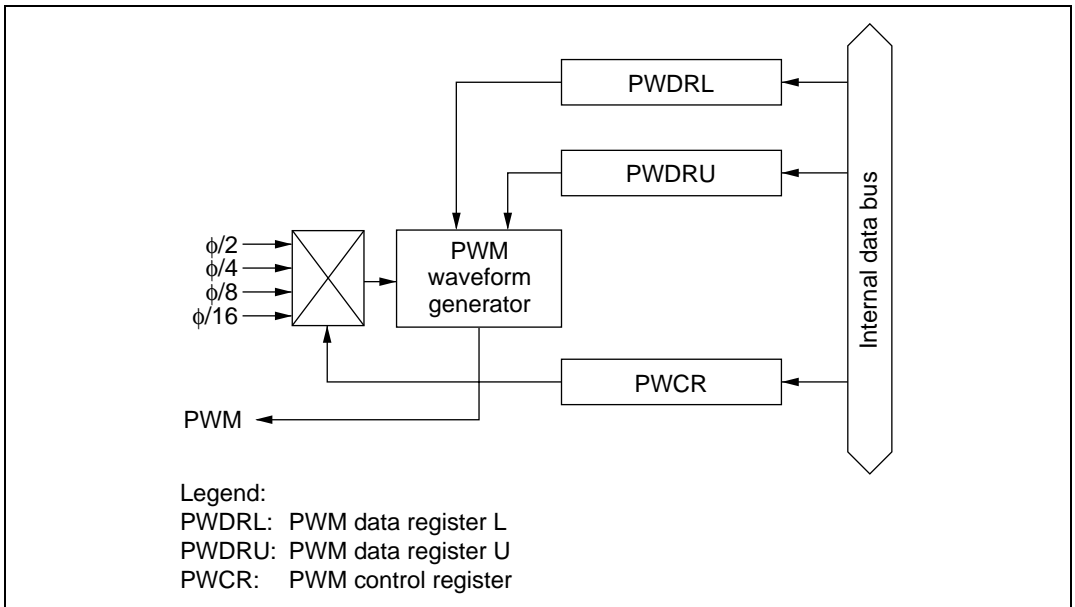 PWDRL
PWDRU
Internal data bus
ϕ/2
ϕ/4
ϕ/8
ϕ/16
PWM
waveform
generator
PWCR
PWM
Legend:
PWDRL: PWM data register L
PWDRU: PWM data register U
PWCR: PWM control register